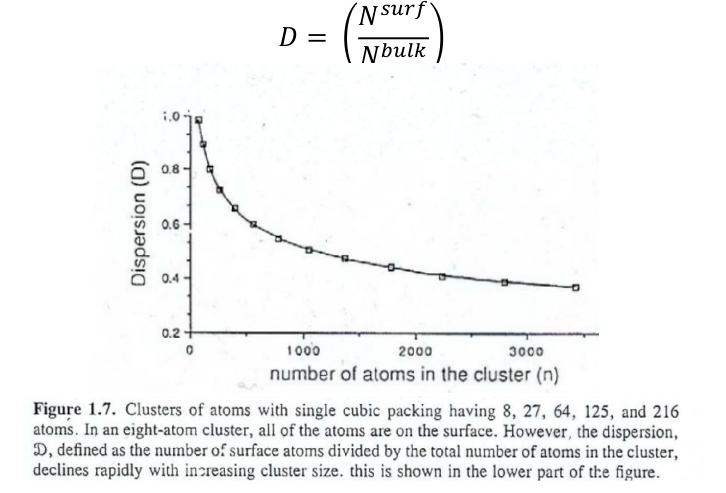 D = (N^surf / N^bulk)
1.0
0.8
0.6
0.4
0.2
Dispersion (D)
0 1000 2000 3000
number of atoms in the cluster (n)
Figure 1.7. Clusters of atoms with single cubic packing having 8, 27, 64, 125, and 216
atoms. In an eight-atom cluster, all of the atoms are on the surface. However, the dispersion,
D, defined as the number of surface atoms divided by the total number of atoms in the cluster,
declines rapidly with increasing cluster size. this is shown in the lower part of the figure.